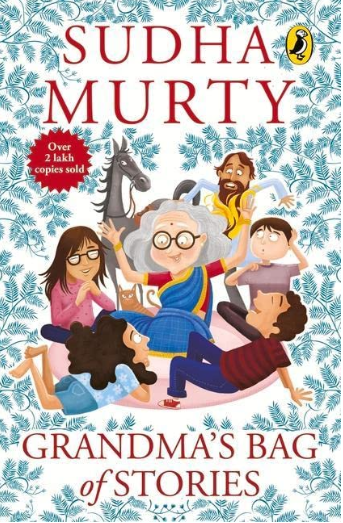 SUDHA
MURTY
Over
2 lakh
copies sold
GRANDMA'S BAG
of STORIES